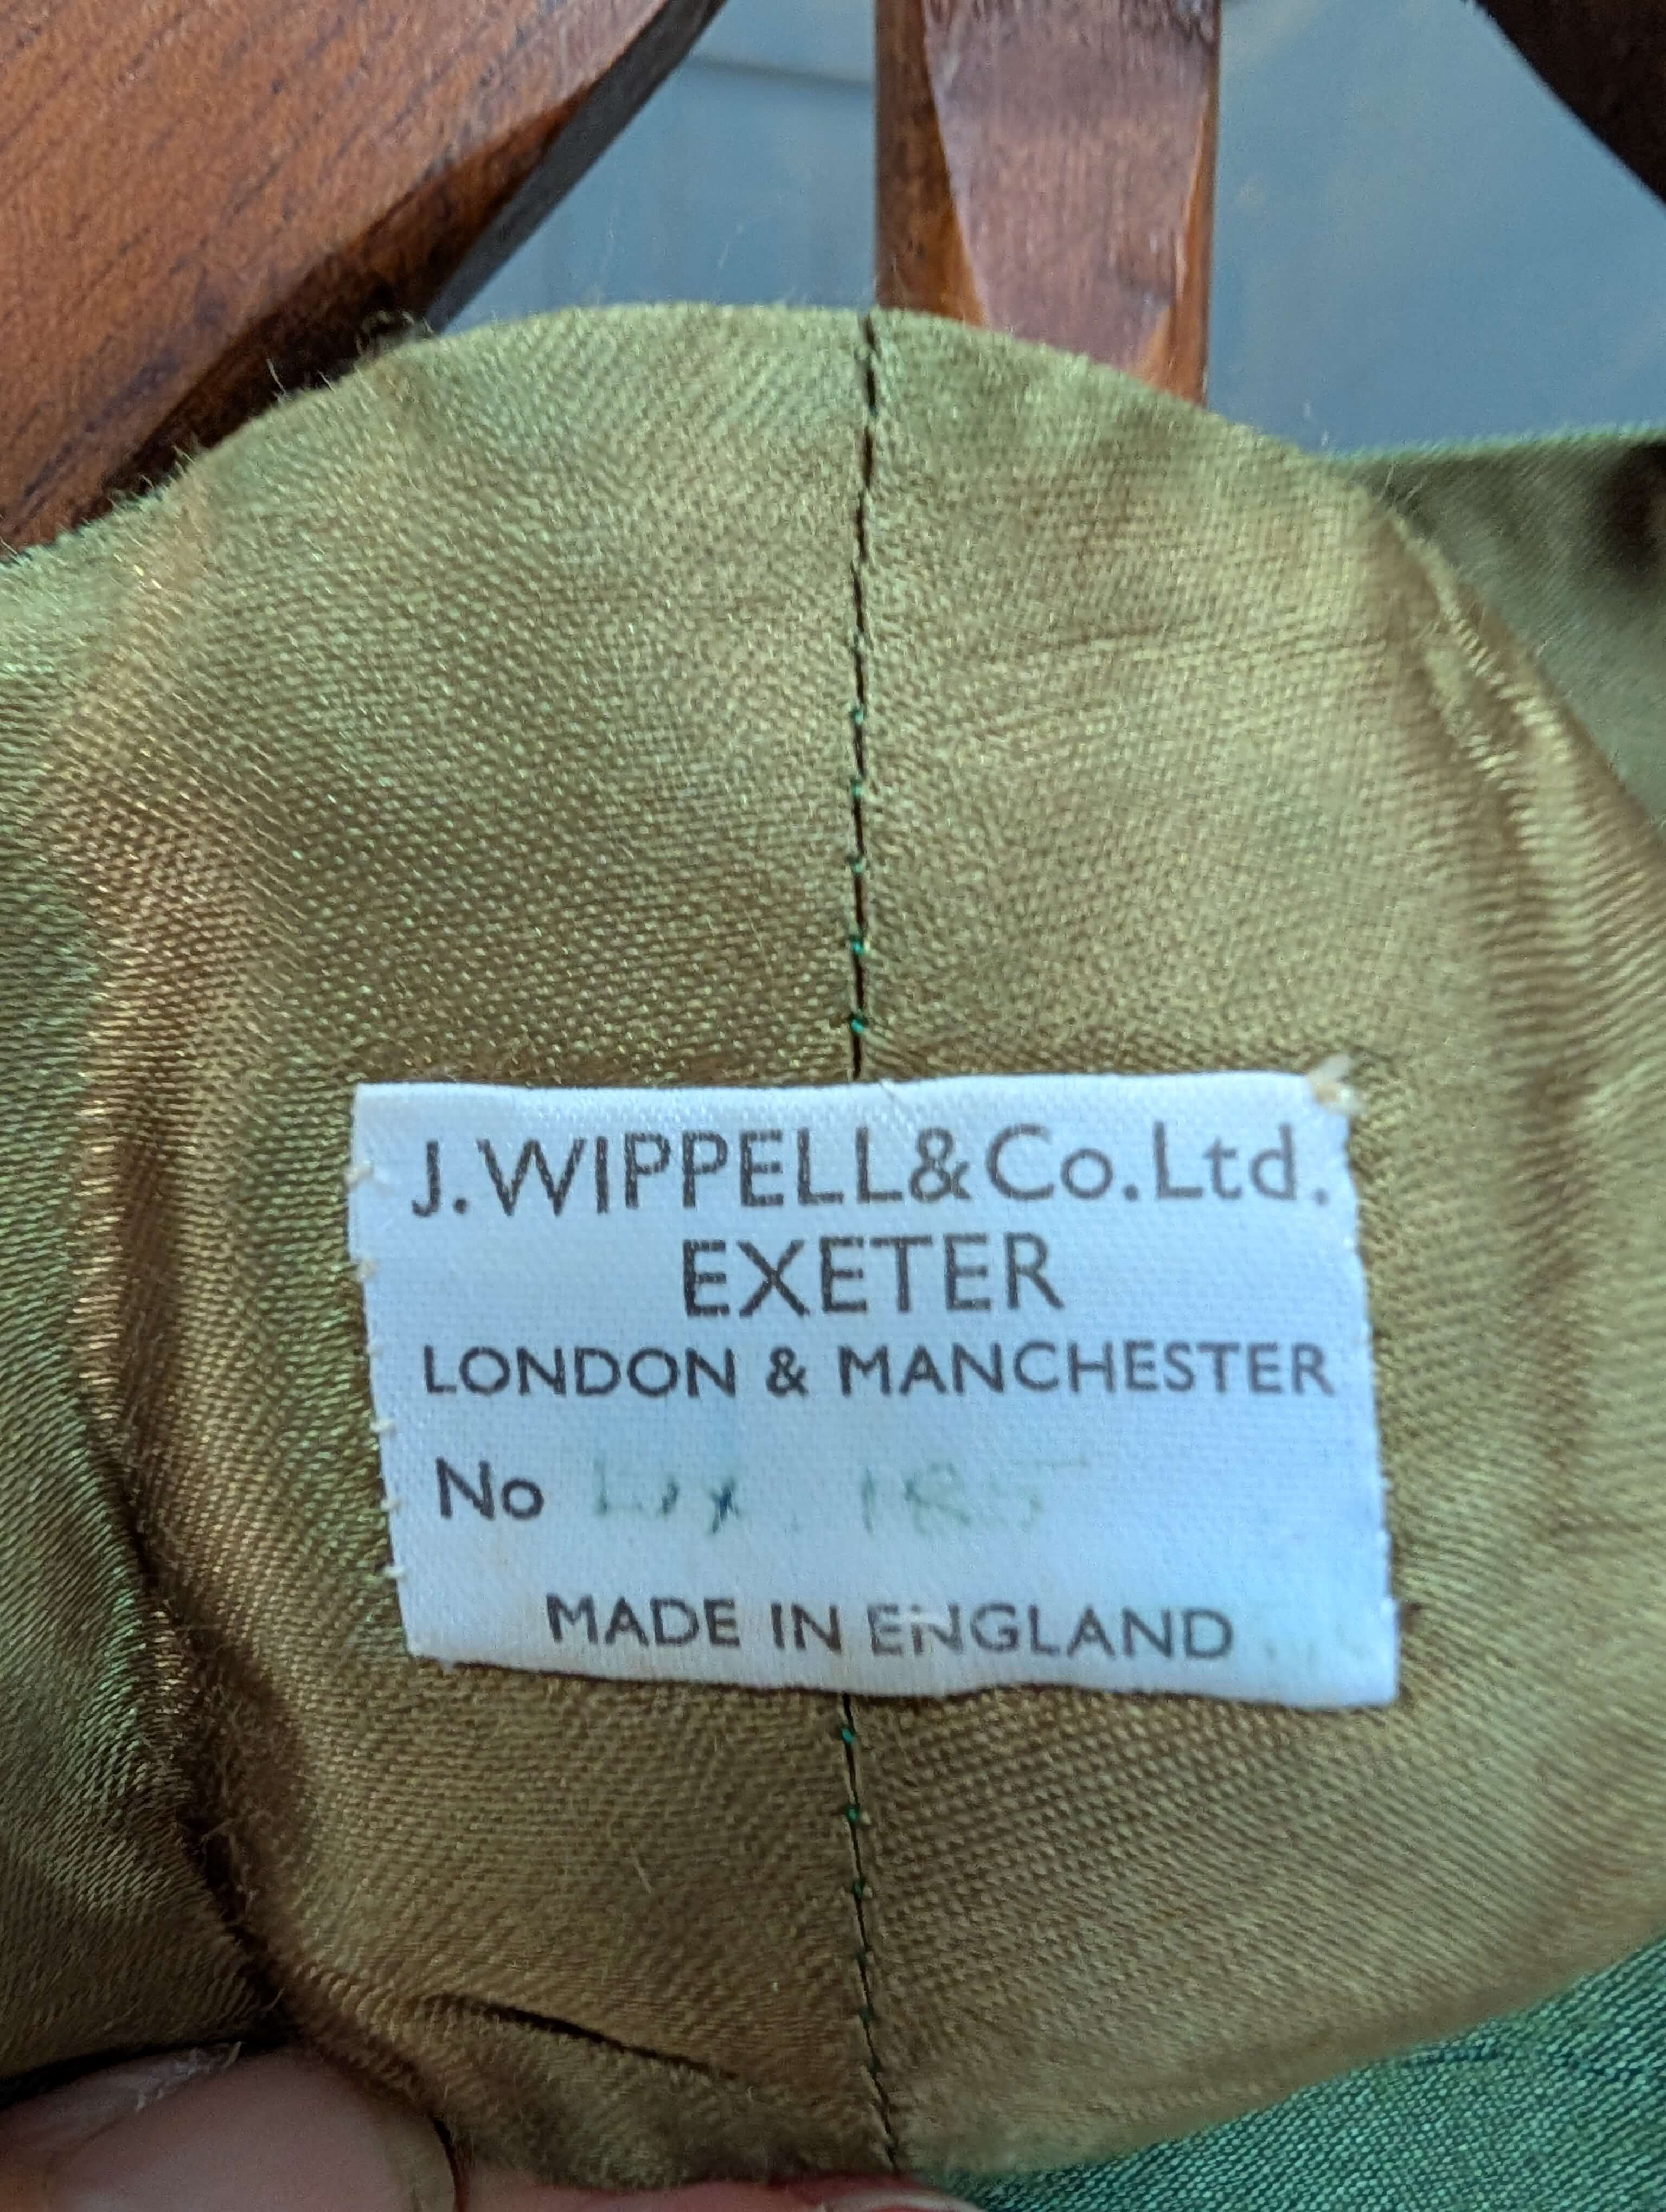 J. WIPPELL & Co. Ltd.
EXETER
LONDON & MANCHESTER
No
MADE IN ENGLAND